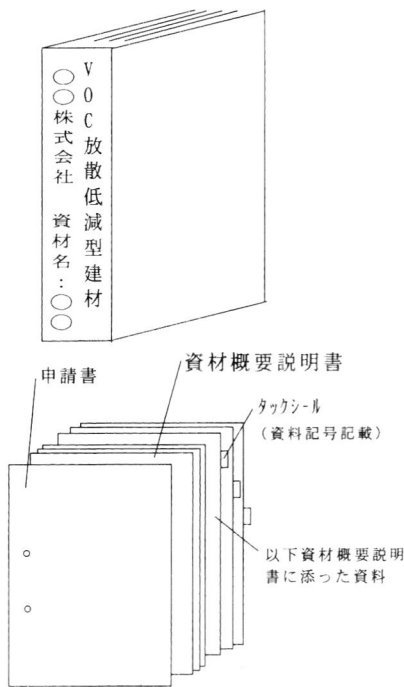 VOC放散低減型建材
○○株式会社　資材名：○○
申請書
資材概要説明書
タックシール
（資料記号記載）
以下資材概要説明
書に添った資料